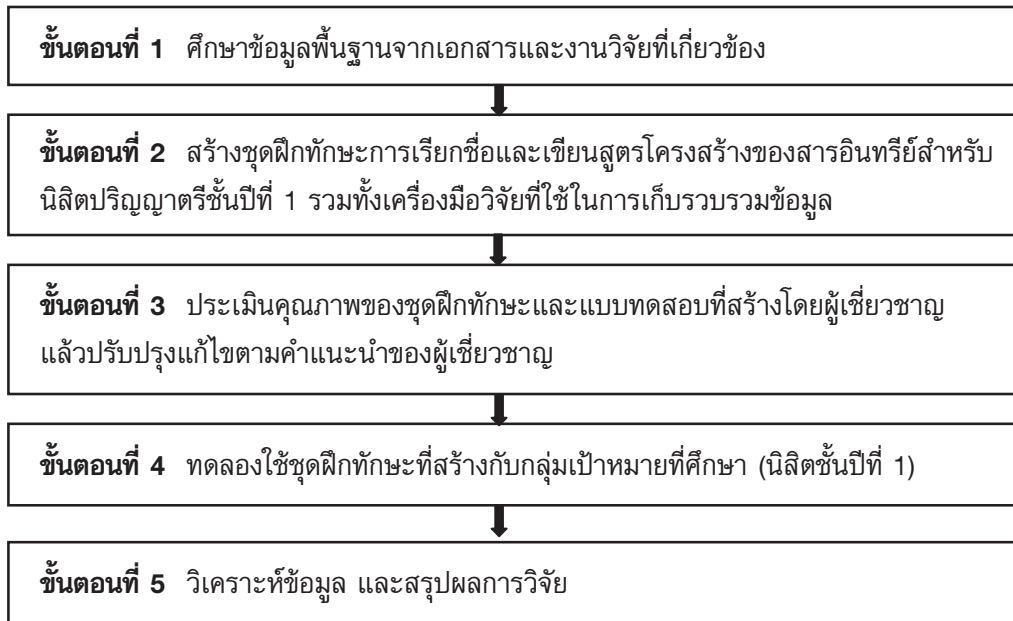 ขั้นตอนที่ 1 ศึกษาข้อมูลพื้นฐานจากเอกสารและงานวิจัยที่เกี่ยวข้อง
ขั้นตอนที่ 2 สร้างชุดฝึกทักษะการเรียกชื่อและเขียนสูตรโครงสร้างของสารอินทรีย์สำหรับ
นิสิตปริญญาตรีชั้นปีที่ 1 รวมทั้งเครื่องมือวิจัยที่ใช้ในการเก็บรวบรวมข้อมูล
ขั้นตอนที่ 3 ประเมินคุณภาพของชุดฝึกทักษะและแบบทดสอบที่สร้างโดยผู้เชี่ยวชาญ
แล้วปรับปรุงแก้ไขตามคำแนะนำของผู้เชี่ยวชาญ
ขั้นตอนที่ 4 ทดลองใช้ชุดฝึกทักษะที่สร้างกับกลุ่มเป้าหมายที่ศึกษา (นิสิตชั้นปีที่ 1)
ขั้นตอนที่ 5 วิเคราะห์ข้อมูล และสรุปผลการวิจัย